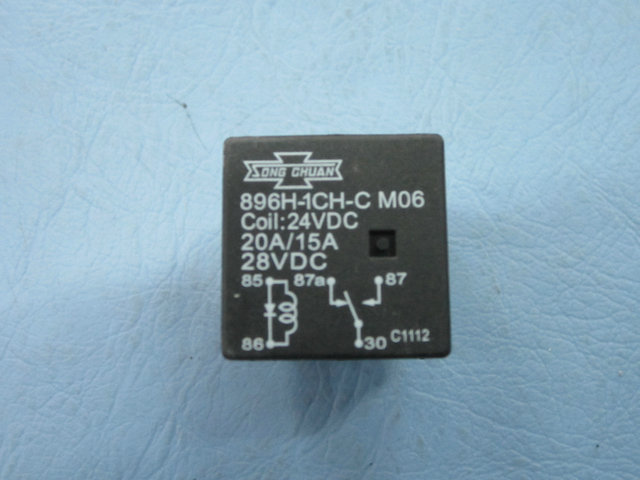 SONG CHUAN
896H-1CH-C M06
Coil:24VDC
20A/15A
28VDC
85 87a 87
86 30 C1112